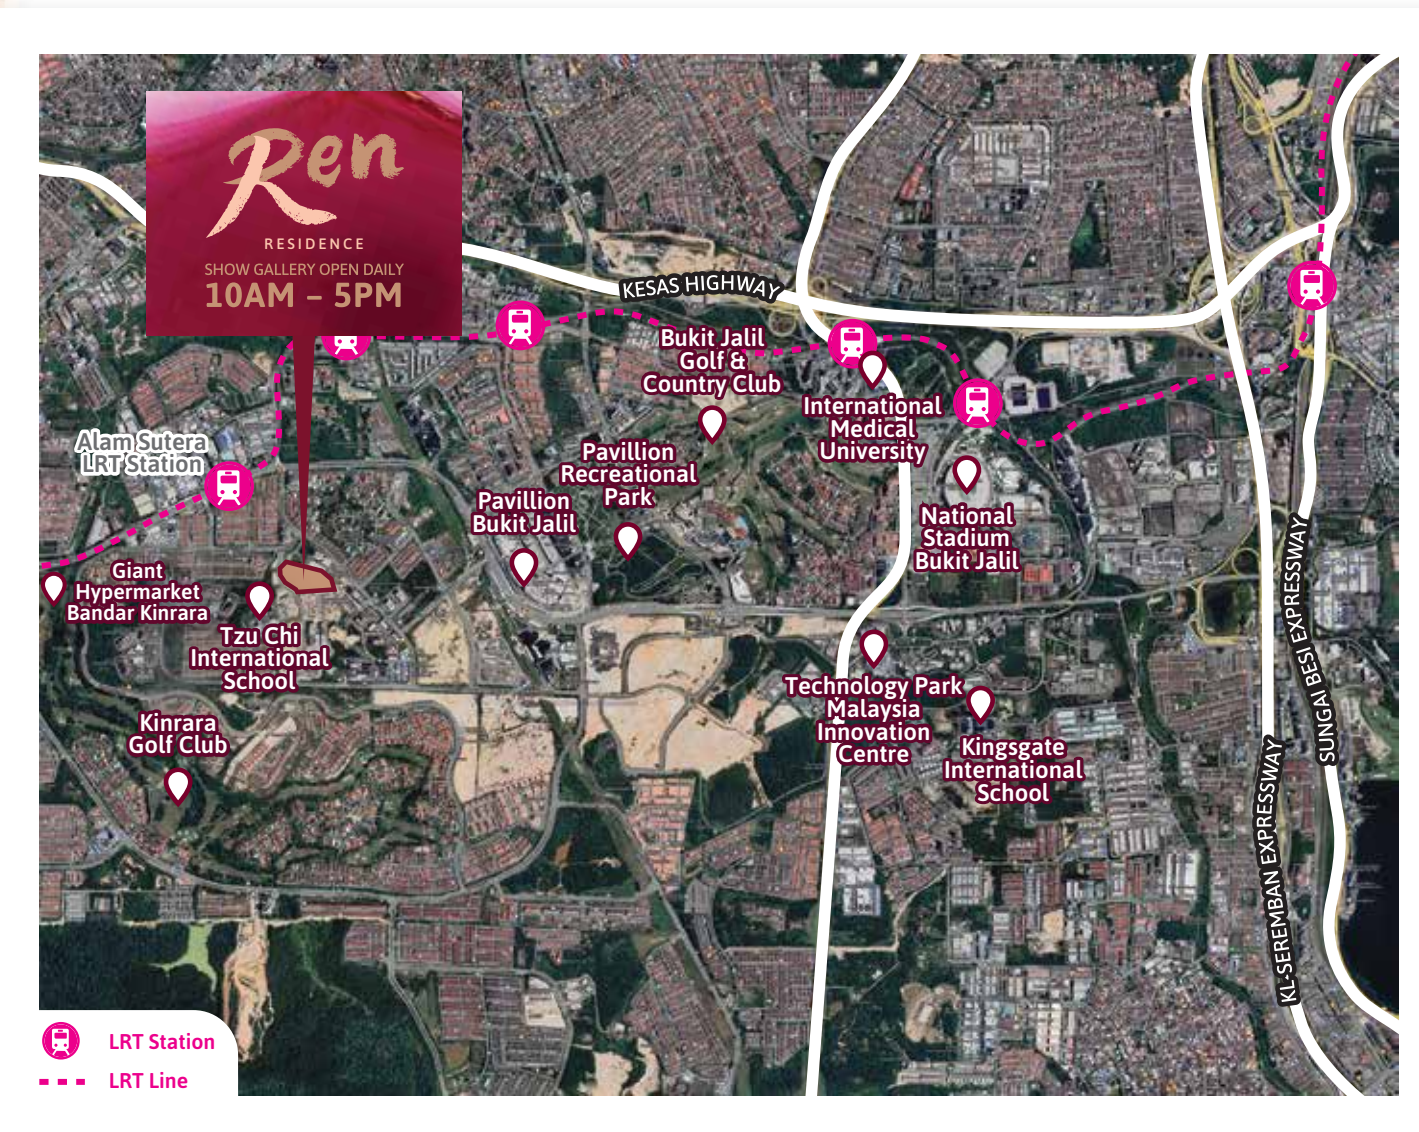 Ren
RESIDENCE
SHOW GALLERY OPEN DAILY
10AM – 5PM
KESAS HIGHWAY
Bukit Jalil
Golf &
Country Club
International
Medical
University
Alam Sutera
LRT Station
Pavillion
Recreational
Park
Pavillion
Bukit Jalil
National
Stadium
Bukit Jalil
Giant
Hypermarket
Bandar Kinrara
Tzu Chi
International
School
Kinrara
Golf Club
Technology Park
Malaysia
Innovation
Centre
Kingsgate
International
School
SUNGAI BESI EXPRESSWAY
KL-SEREMBAN EXPRESSWAY
LRT Station
LRT Line